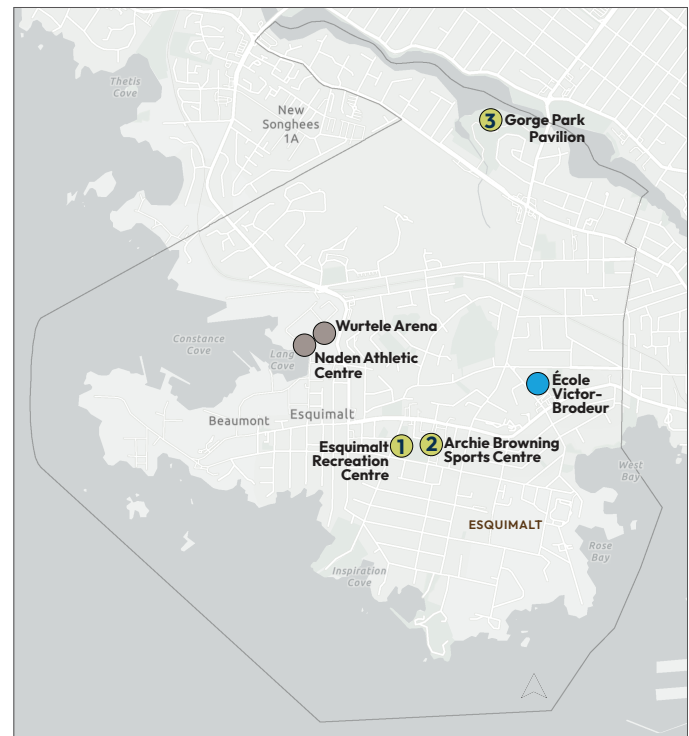 Thetis
Cove
New
Songhees
1A
3
Gorge Park
Pavilion
Wurtele Arena
Constance
Cove
Lang
Cove
Naden Athletic
Centre
École
Victor-
Brodeur
Beaumont
Esquimalt
Esquimalt
Recreation
Centre
1
2
Archie Browning
Sports Centre
West
Bay
ESQUIMALT
Rose
Bay
Inspiration
Cove